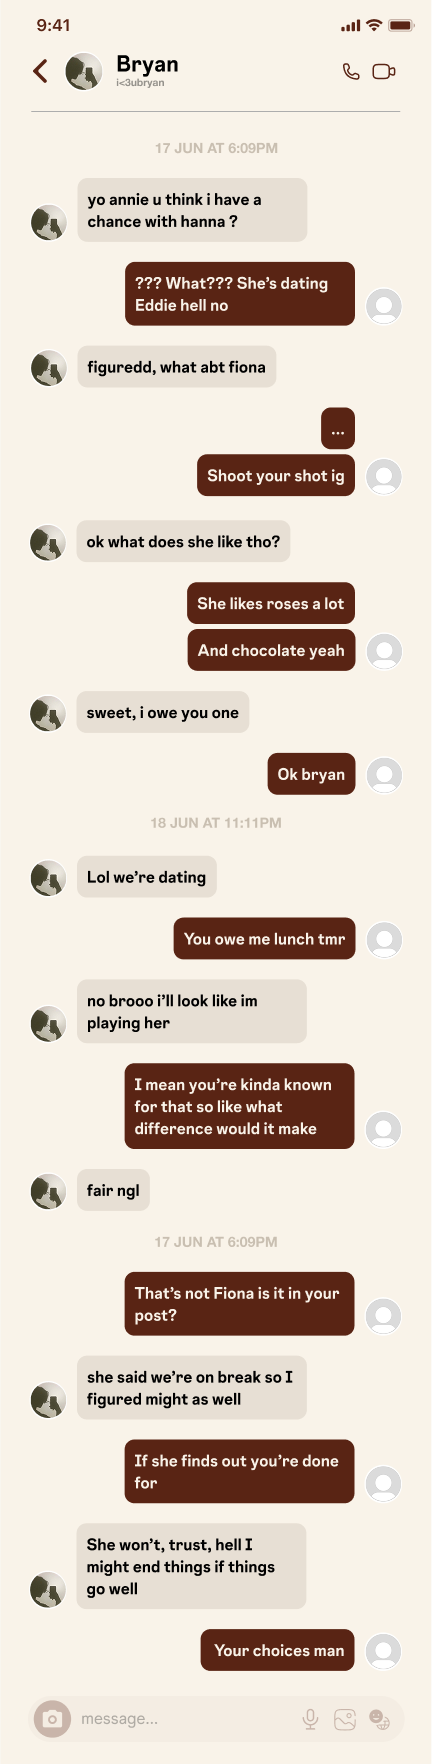 9:41
Bryan
i<3ubryan
17 JUN AT 6:09PM
yo annie u think i have a
chance with hanna ?
??? What??? She's dating
Eddie hell no
figuredd, what abt fiona
...
Shoot your shot ig
ok what does she like tho?
She likes roses a lot
And chocolate yeah
sweet, i owe you one
Ok bryan
18 JUN AT 11:11PM
Lol we're dating
You owe me lunch tmr
no brooo i'll look like im
playing her
I mean you're kinda known
for that so like what
difference would it make
fair ngl
17 JUN AT 6:09PM
That's not Fiona is it in your
post?
she said we're on break so I
figured might as well
If she finds out you're done
for
She won't, trust, hell I
might end things if things
go well
Your choices man
message...